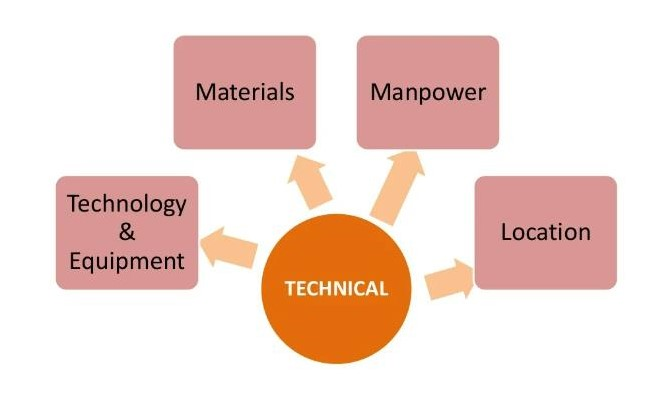 Materials
Manpower
Technology
&
Equipment
Location
TECHNICAL